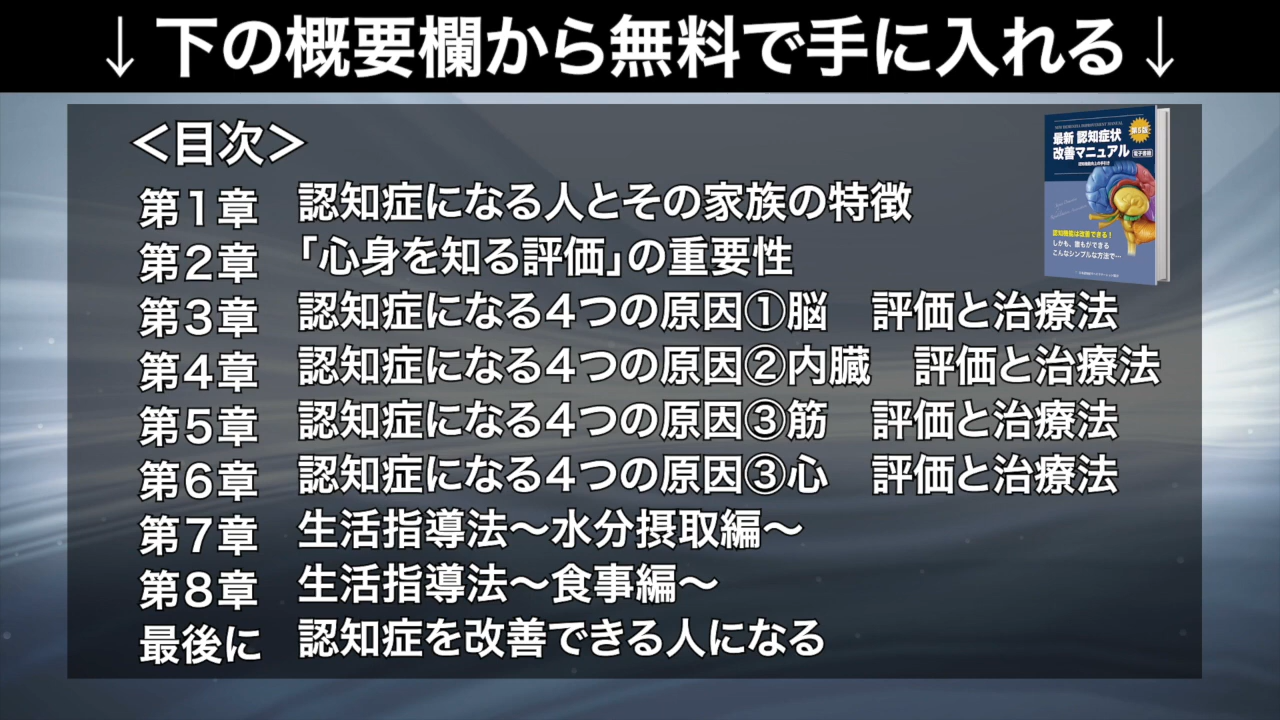 ↓下の概要欄から無料で手に入れる↓
＜目次＞
第1章 認知症になる人とその家族の特徴
第2章 「心身を知る評価」の重要性
第3章 認知症になる4つの原因①脳　評価と治療法
第4章 認知症になる4つの原因②内臓　評価と治療法
第5章 認知症になる4つの原因③筋　評価と治療法
第6章 認知症になる4つの原因③心　評価と治療法
第7章 生活指導法〜水分摂取編〜
第8章 生活指導法〜食事編〜
最後に 認知症を改善できる人になる
最新 認知症状
改善マニュアル
第5版
電子書籍
認知機能は改善できる！
しかも、誰もができる
こんなシンプルな方法で…